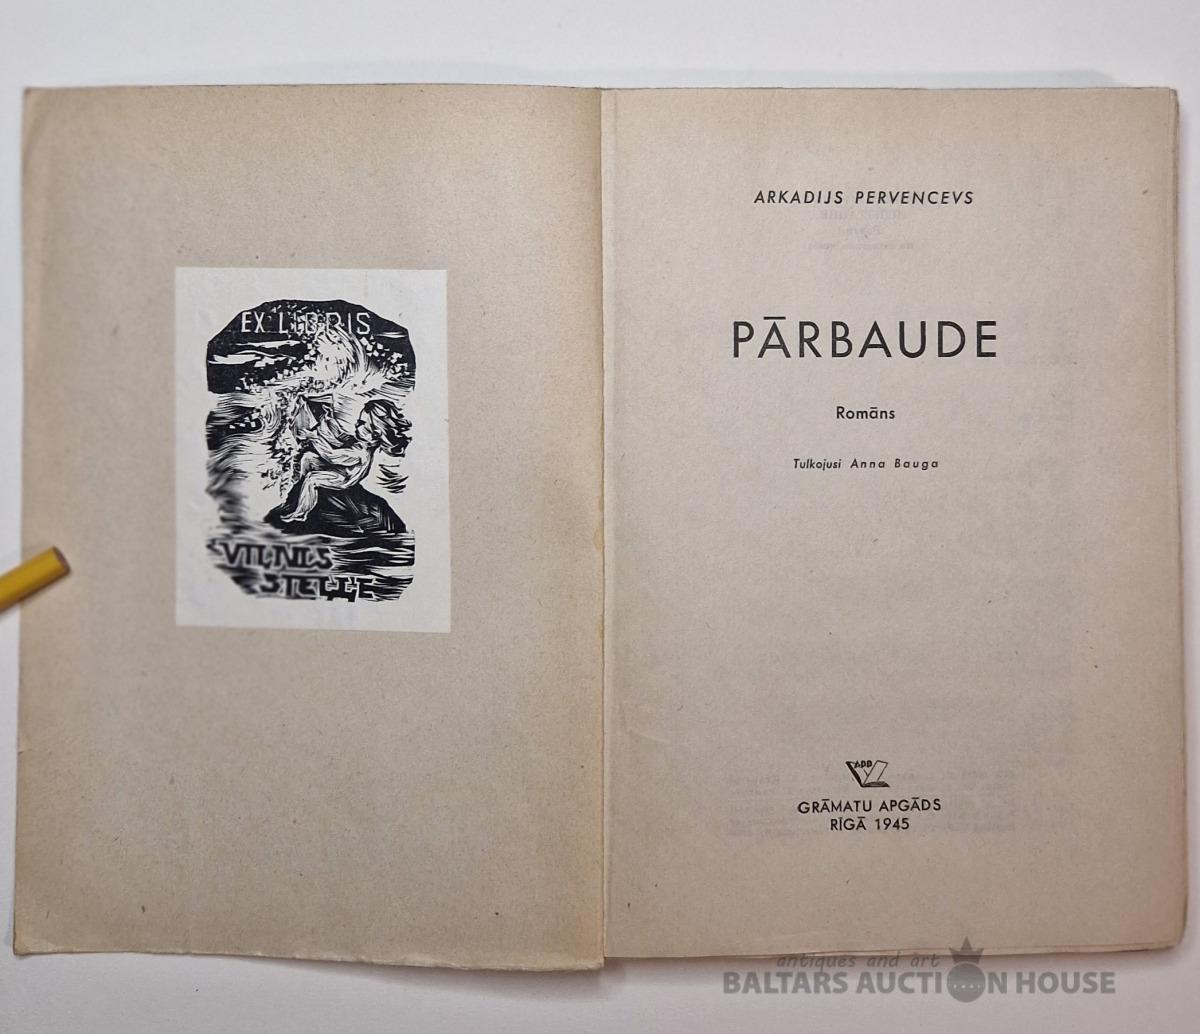 EX LIBRIS
VILNIS
STELLE
ARKADIJS PERVENCEVS
PĀRBAUDE
Romāns
Tulkojusi Anna Bauga
APP
GRĀMATU APGĀDS
RĪGĀ 1945
antiques and art
BALTARS AUCTION HOUSE